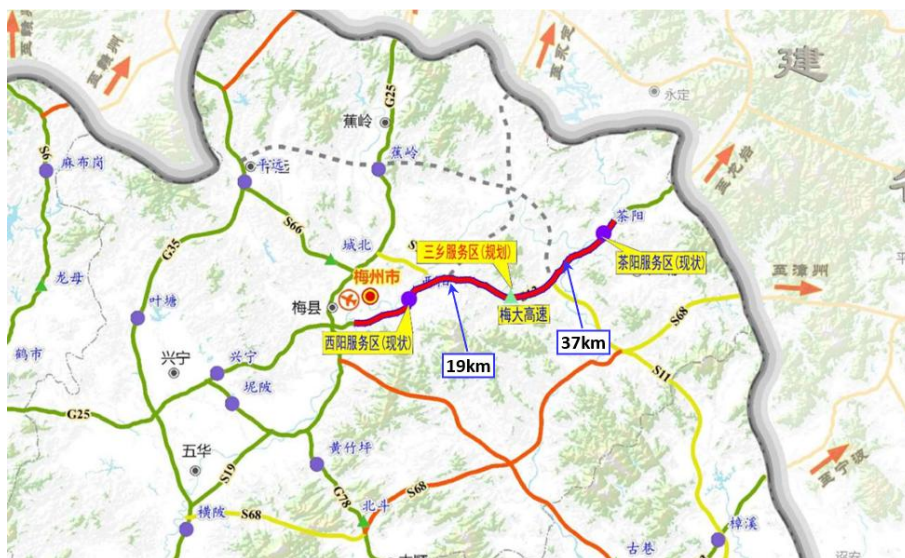 至赣州
至永定
建
永定
G25
蕉岭
蕉岭
S6
麻布岗
平远
至龙岩
S66
茶阳
城北
三乡服务区(规划)
茶阳服务区(现状)
G35
梅州市
至漳州
龙母
梅县
梅大高速
叶塘
西阳服务区(现状)
19km
37km
S68
鹤市
兴宁
兴宁
坭陂
S11
G25
五华
黄竹坪
S19
至宁波
G78
S68
北斗
横陂
S68
樟溪
古巷